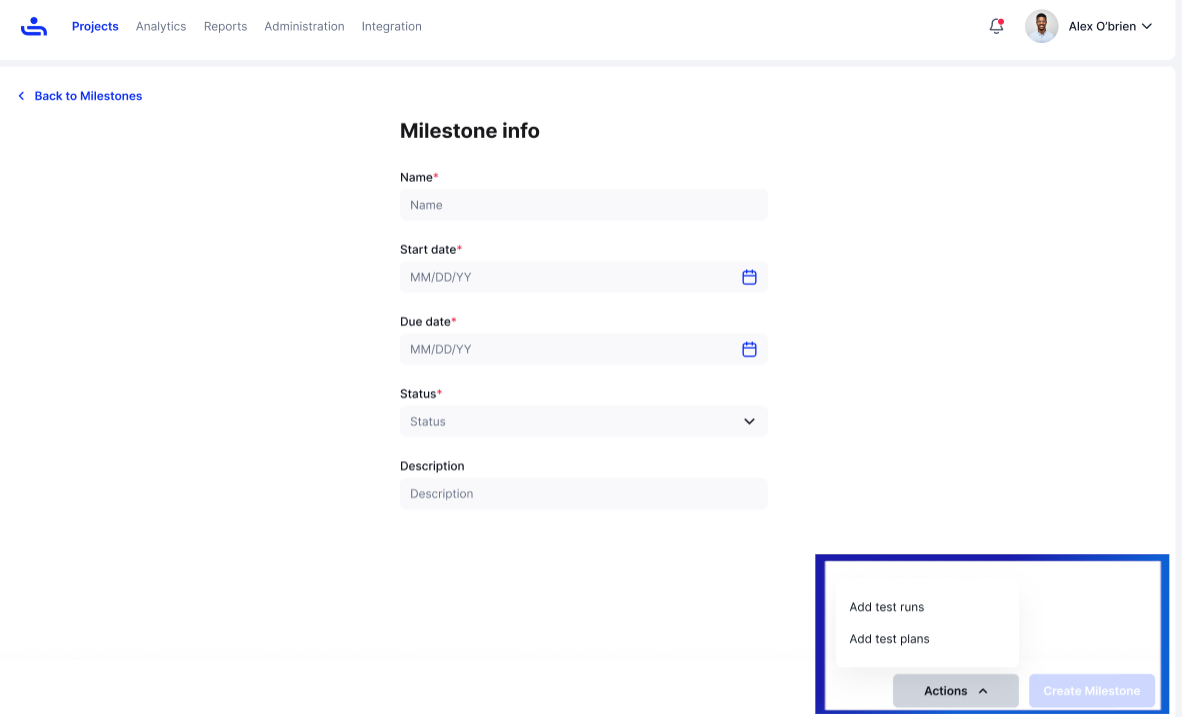 Projects Analytics Reports Administration Integration Alex O'brien
Back to Milestones
Milestone info
Name*
Name
Start date*
MM/DD/YY
Due date*
MM/DD/YY
Status*
Status
Description
Description
Add test runs
Add test plans
Actions Create Milestone